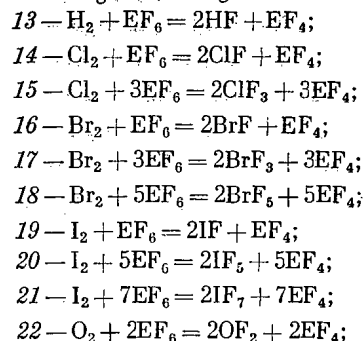 13 — H₂ + EF₆ = 2HF + EF₄;
14 — Cl₂ + EF₆ = 2ClF + EF₄;
15 — Cl₂ + 3EF₆ = 2ClF₃ + 3EF₄;
16 — Br₂ + EF₆ = 2BrF + EF₄;
17 — Br₂ + 3EF₆ = 2BrF₃ + 3EF₄;
18 — Br₂ + 5EF₆ = 2BrF₅ + 5EF₄;
19 — I₂ + EF₆ = 2IF + EF₄;
20 — I₂ + 5EF₆ = 2IF₅ + 5EF₄;
21 — I₂ + 7EF₆ = 2IF₇ + 7EF₄;
22 — O₂ + 2EF₆ = 2OF₂ + 2EF₄;